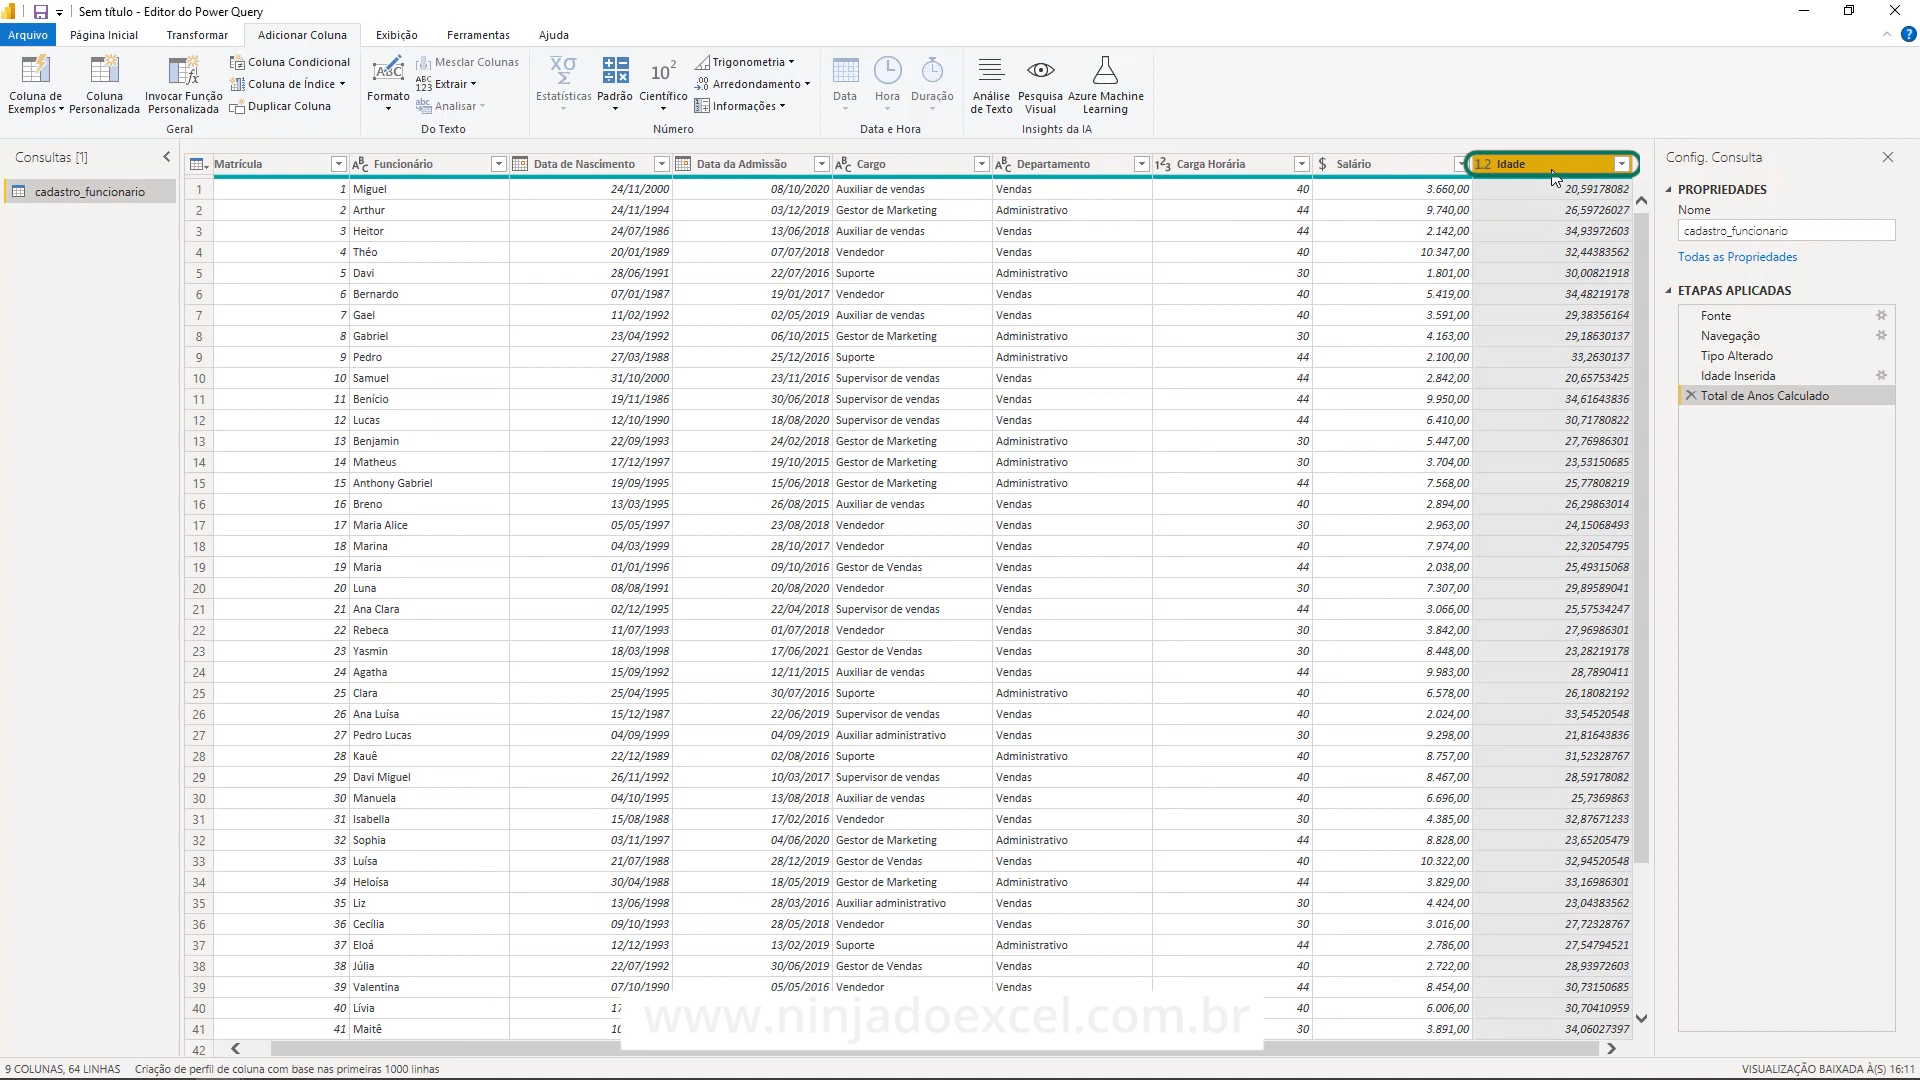 Sem título - Editor do Power Query
Arquivo Página Inicial Transformar Adicionar Coluna Exibição Ferramentas Ajuda
Coluna de Exemplos
Coluna Personalizada
Invocar Função Personalizada
Coluna Condicional
Coluna de Índice
Duplicar Coluna
Geral
Formato
Mesclar Colunas
Extrair
Analisar
Do Texto
Estatísticas
Padrão
Científico
Trigonometria
Arredondamento
Informações
Número
Data
Hora
Duração
Data e Hora
Análise de Texto
Pesquisa Visual
Azure Machine Learning
Insights da IA
Consultas [1]
cadastro_funcionario
Matrícula Funcionário Data de Nascimento Data da Admissão Cargo Departamento Carga Horária Salário Idade
1 1 Miguel 24/11/2000 08/10/2020 Auxiliar de vendas Vendas 40 3.660,00 20,59178082
2 2 Arthur 24/11/1994 03/12/2019 Gestor de Marketing Administrativo 44 9.740,00 26,59726027
3 3 Heitor 24/07/1986 13/06/2018 Auxiliar de vendas Vendas 44 2.142,00 34,93972603
4 4 Théo 20/01/1989 07/07/2018 Vendedor Vendas 40 10.347,00 32,44383562
5 5 Davi 28/06/1991 22/07/2016 Suporte Administrativo 30 1.801,00 30,00821918
6 6 Bernardo 07/01/1987 19/01/2017 Vendedor Vendas 40 5.419,00 34,48219178
7 7 Gael 11/02/1992 02/05/2019 Auxiliar de vendas Vendas 40 3.591,00 29,38356164
8 8 Gabriel 23/04/1992 06/10/2015 Gestor de Marketing Administrativo 30 4.163,00 29,18630137
9 9 Pedro 27/03/1988 25/12/2016 Suporte Administrativo 44 2.100,00 33,2630137
10 10 Samuel 31/10/2000 23/11/2016 Supervisor de vendas Vendas 44 2.842,00 20,65753425
11 11 Benício 19/11/1986 30/06/2018 Supervisor de vendas Vendas 44 9.950,00 34,61643836
12 12 Lucas 12/10/1990 18/08/2020 Supervisor de vendas Vendas 44 6.410,00 30,71780822
13 13 Benjamin 22/09/1993 24/02/2018 Gestor de Marketing Administrativo 30 5.447,00 27,76986301
14 14 Matheus 17/12/1997 19/10/2015 Gestor de Marketing Administrativo 30 3.704,00 23,53150685
15 15 Anthony Gabriel 19/09/1995 15/06/2018 Gestor de Marketing Administrativo 44 7.568,00 25,77808219
16 16 Breno 13/03/1995 26/08/2015 Auxiliar de vendas Vendas 40 2.894,00 26,29863014
17 17 Maria Alice 05/05/1997 23/08/2018 Vendedor Vendas 30 2.963,00 24,15068493
18 18 Marina 04/03/1999 28/10/2017 Vendedor Vendas 40 7.974,00 22,32054795
19 19 Maria 01/01/1996 09/10/2016 Gestor de Vendas Vendas 44 2.038,00 25,49315068
20 20 Luna 08/08/1991 20/08/2020 Vendedor Vendas 30 7.307,00 29,89589041
21 21 Ana Clara 02/12/1995 22/04/2018 Supervisor de vendas Vendas 44 3.066,00 25,57534247
22 22 Rebeca 11/07/1993 01/07/2018 Vendedor Vendas 30 3.842,00 27,96986301
23 23 Yasmin 18/03/1998 17/06/2021 Gestor de Vendas Vendas 30 8.448,00 23,28219178
24 24 Agatha 15/09/1992 12/11/2015 Auxiliar de vendas Vendas 44 9.983,00 28,7890411
25 25 Clara 25/04/1995 30/07/2016 Suporte Administrativo 40 6.578,00 26,18082192
26 26 Ana Luísa 15/12/1987 22/06/2019 Supervisor de vendas Vendas 44 2.024,00 33,54520548
27 27 Pedro Lucas 04/09/1999 04/09/2019 Auxiliar administrativo Vendas 30 9.298,00 21,81643836
28 28 Kauê 22/12/1989 02/08/2016 Suporte Administrativo 40 8.757,00 31,52328767
29 29 Davi Miguel 26/11/1992 10/03/2017 Supervisor de vendas Vendas 40 8.467,00 28,59178082
30 30 Manuela 04/10/1995 13/08/2018 Auxiliar de vendas Vendas 40 6.696,00 25,7369863
31 31 Isabella 15/08/1988 17/02/2016 Vendedor Vendas 30 4.385,00 32,87671233
32 32 Sophia 03/11/1997 04/06/2020 Gestor de Marketing Administrativo 44 8.828,00 23,65205479
33 33 Luísa 21/07/1988 28/12/2019 Gestor de Vendas Vendas 40 10.322,00 32,94520548
34 34 Heloísa 30/04/1988 18/05/2019 Gestor de Marketing Administrativo 44 3.829,00 33,16986301
35 35 Liz 13/06/1998 28/03/2016 Auxiliar administrativo Vendas 30 4.424,00 23,04383562
36 36 Cecília 09/10/1993 28/05/2018 Vendedor Vendas 30 3.016,00 27,72328767
37 37 Eloá 12/12/1993 13/02/2019 Suporte Administrativo 44 2.786,00 27,54794521
38 38 Júlia 22/07/1992 30/06/2019 Gestor de Vendas Vendas 40 2.722,00 28,93972603
39 39 Valentina 07/10/1990 05/05/2016 Vendedor Vendas 44 8.454,00 30,73150685
40 40 Lívia 17 40 6.006,00 30,70410959
41 41 Maitê 10 30 3.891,00 34,06027397
42
www.ninjadoexcel.com.br
Config. Consulta
PROPRIEDADES
Nome
cadastro_funcionario
Todas as Propriedades
ETAPAS APLICADAS
Fonte
Navegação
Tipo Alterado
Idade Inserida
Total de Anos Calculado
9 COLUNAS, 64 LINHAS Criação de perfil de coluna com base nas primeiras 1000 linhas
VISUALIZAÇÃO BAIXADA À(S) 16:11